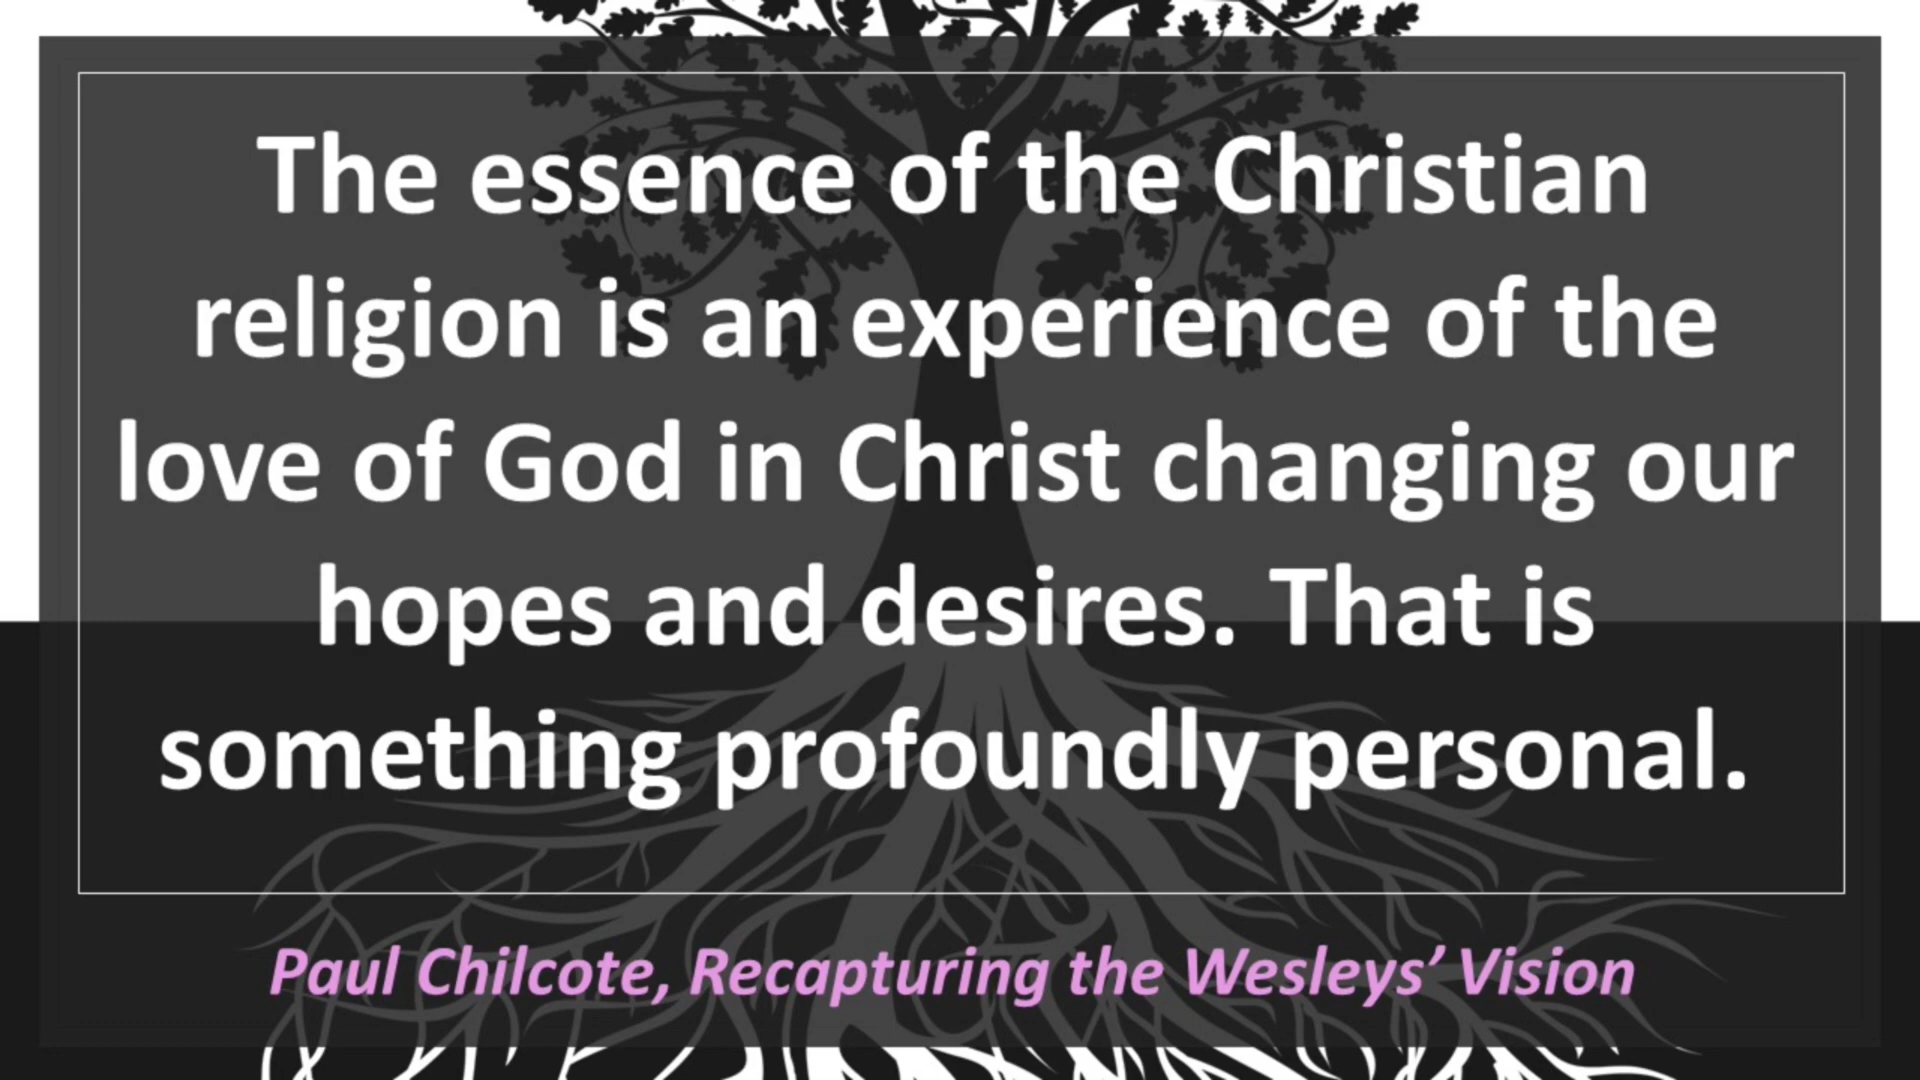 The essence of the Christian
religion is an experience of the
love of God in Christ changing our
hopes and desires. That is
something profoundly personal.
Paul Chilcote, Recapturing the Wesleys’ Vision